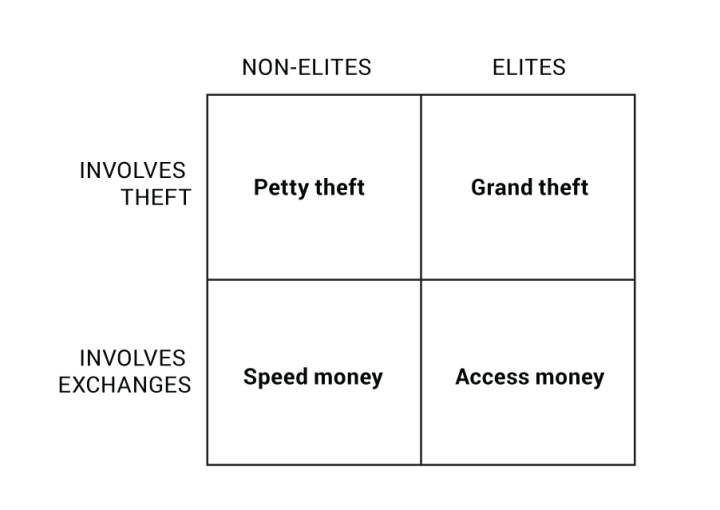 NON-ELITES ELITES
INVOLVES
THEFT
Petty theft Grand theft
INVOLVES
EXCHANGES
Speed money Access money